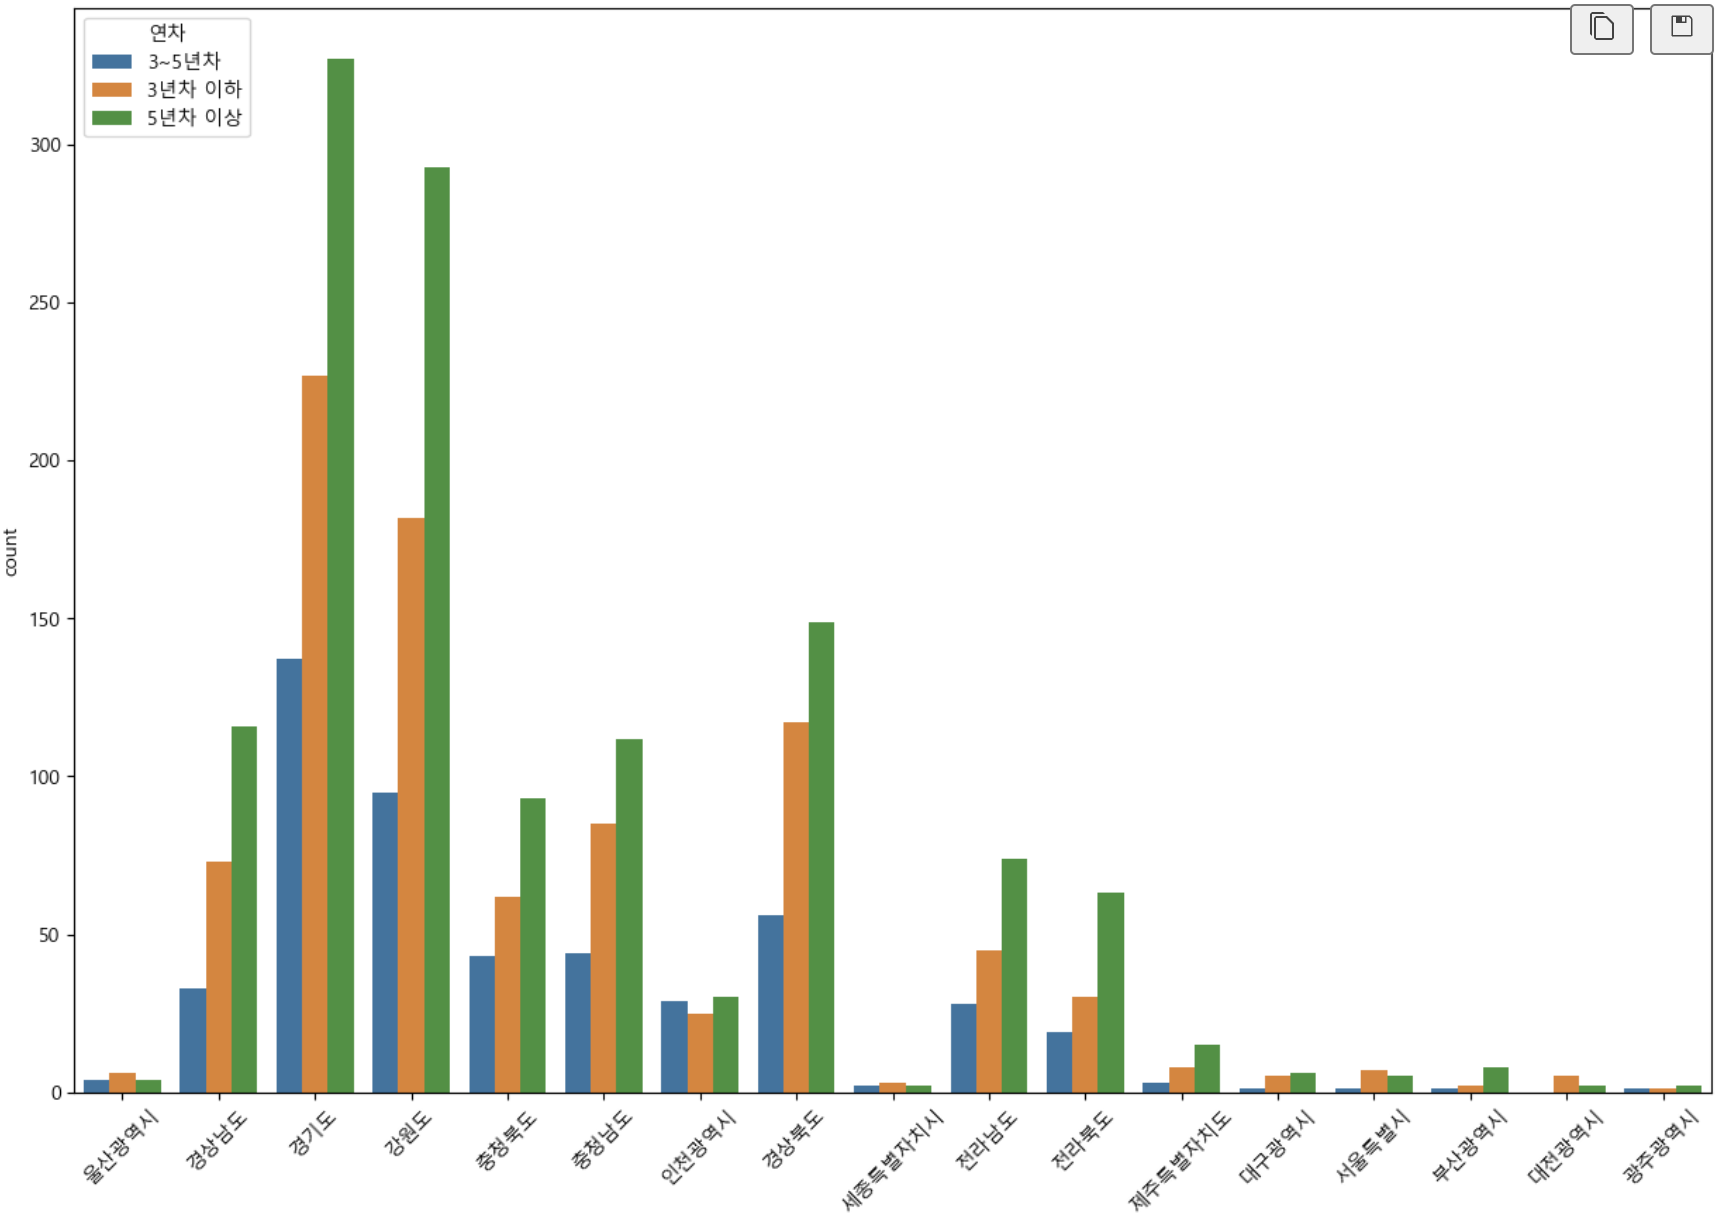 연차
3~5년차
3년차 이하
5년차 이상
300
250
200
150
100
50
0
count
울산광역시
경상남도
경기도
강원도
충청북도
충청남도
인천광역시
경상북도
세종특별자치시
전라남도
전라북도
제주특별자치도
대구광역시
서울특별시
부산광역시
대전광역시
광주광역시